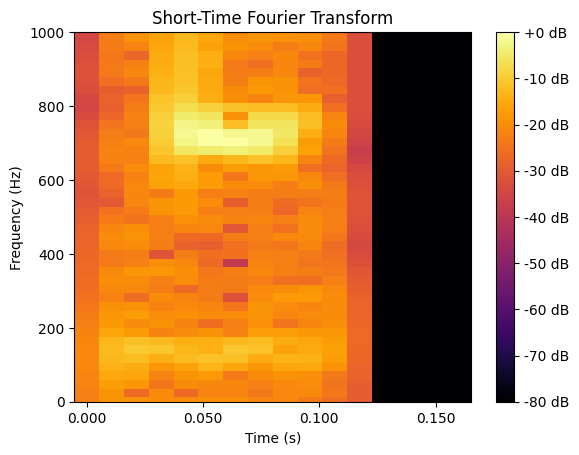 Short-Time Fourier Transform
Frequency (Hz)
1000
800
600
400
200
0
0.000
0.050
0.100
0.150
Time (s)
+0 dB
-10 dB
-20 dB
-30 dB
-40 dB
-50 dB
-60 dB
-70 dB
-80 dB